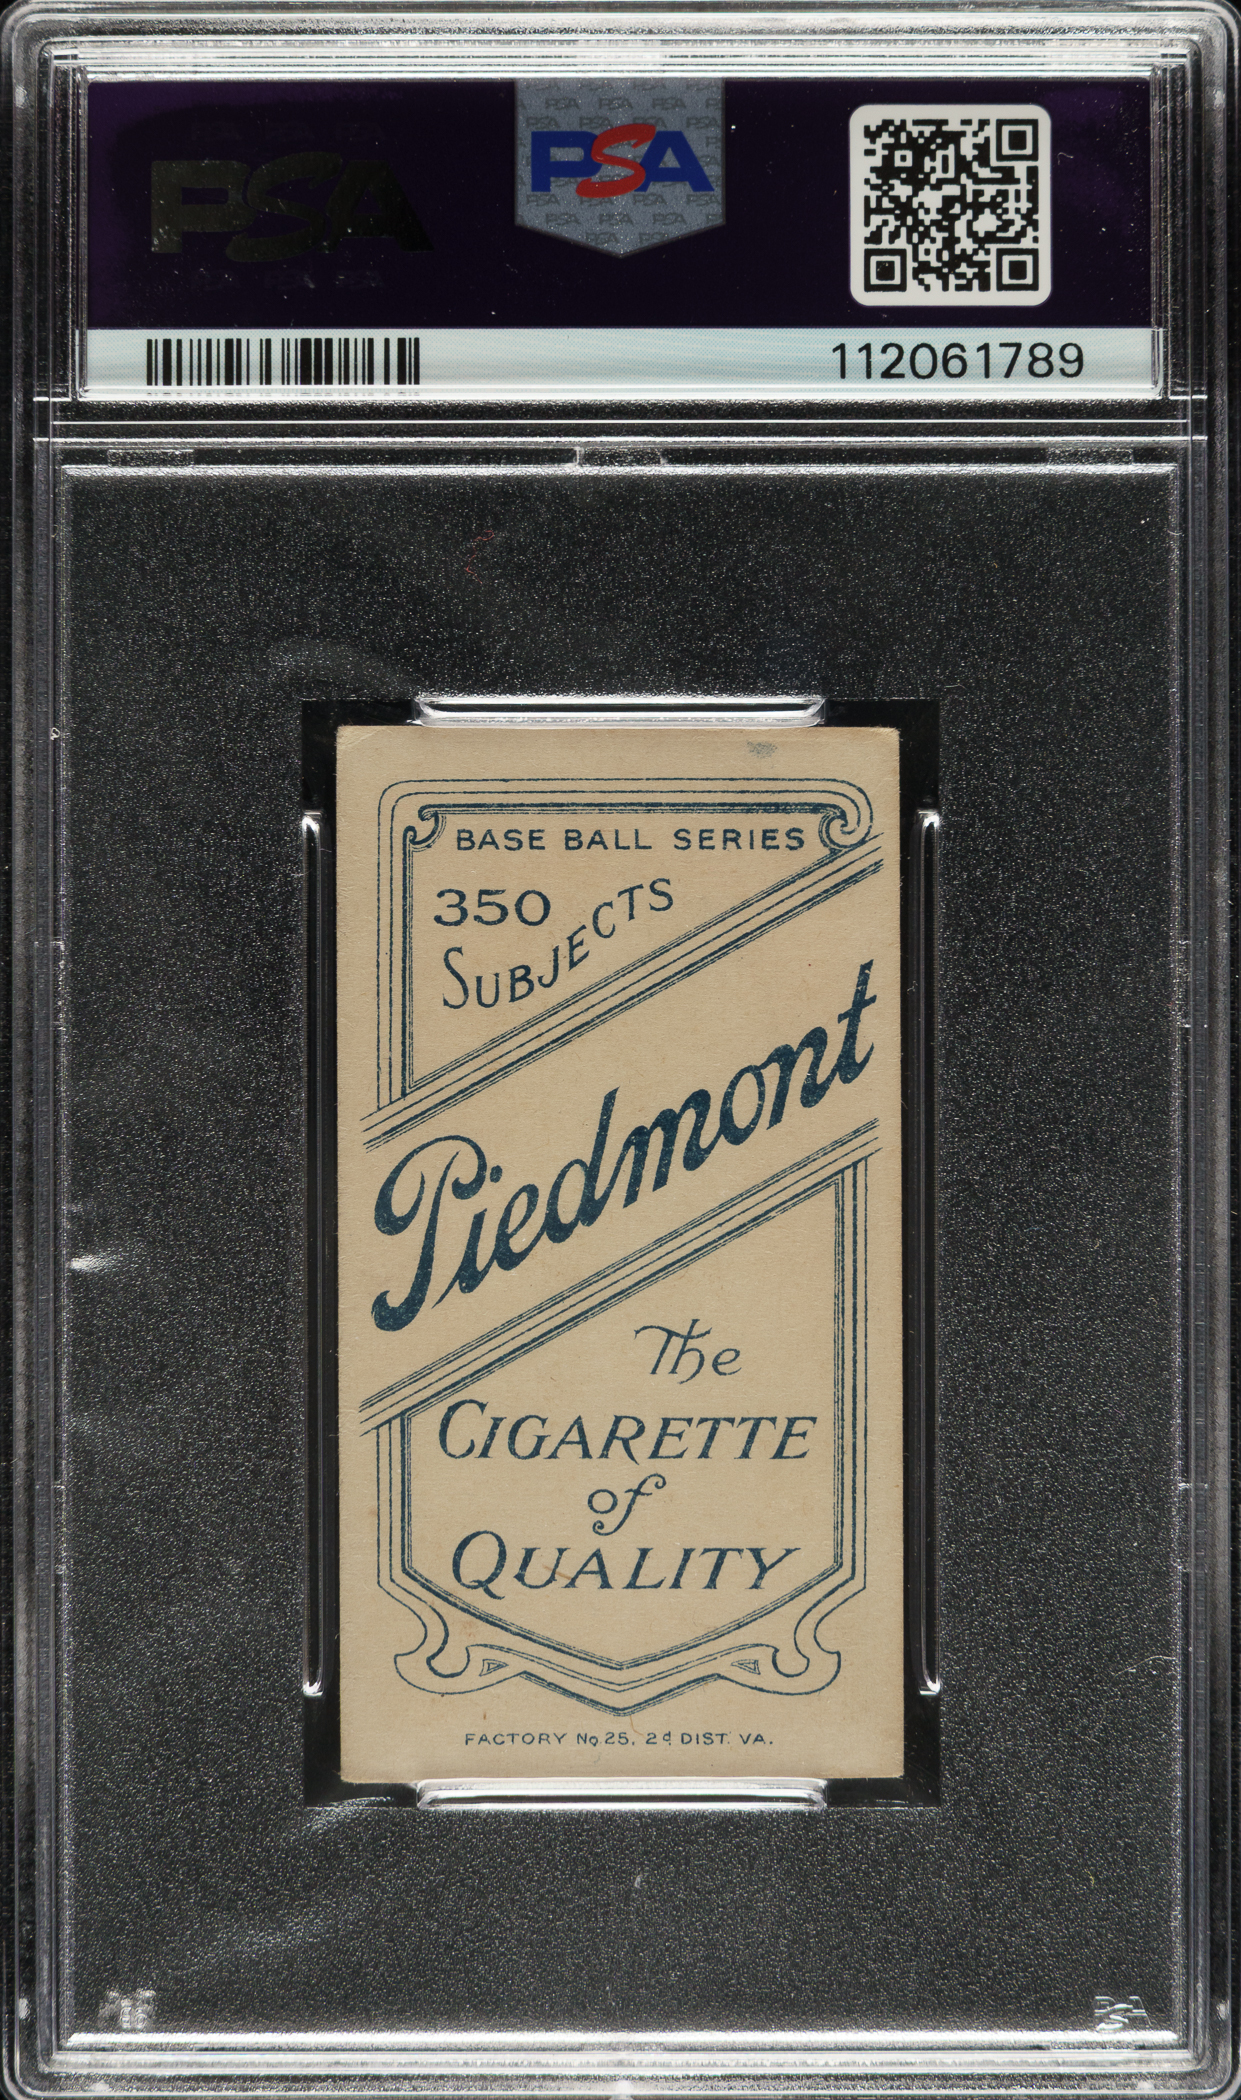 PSA
PSA
112061789
BASE BALL SERIES
350
SUBJECTS
Piedmont
The
CIGARETTE
of
QUALITY
FACTORY No. 25, 2d DIST. VA.
PSA